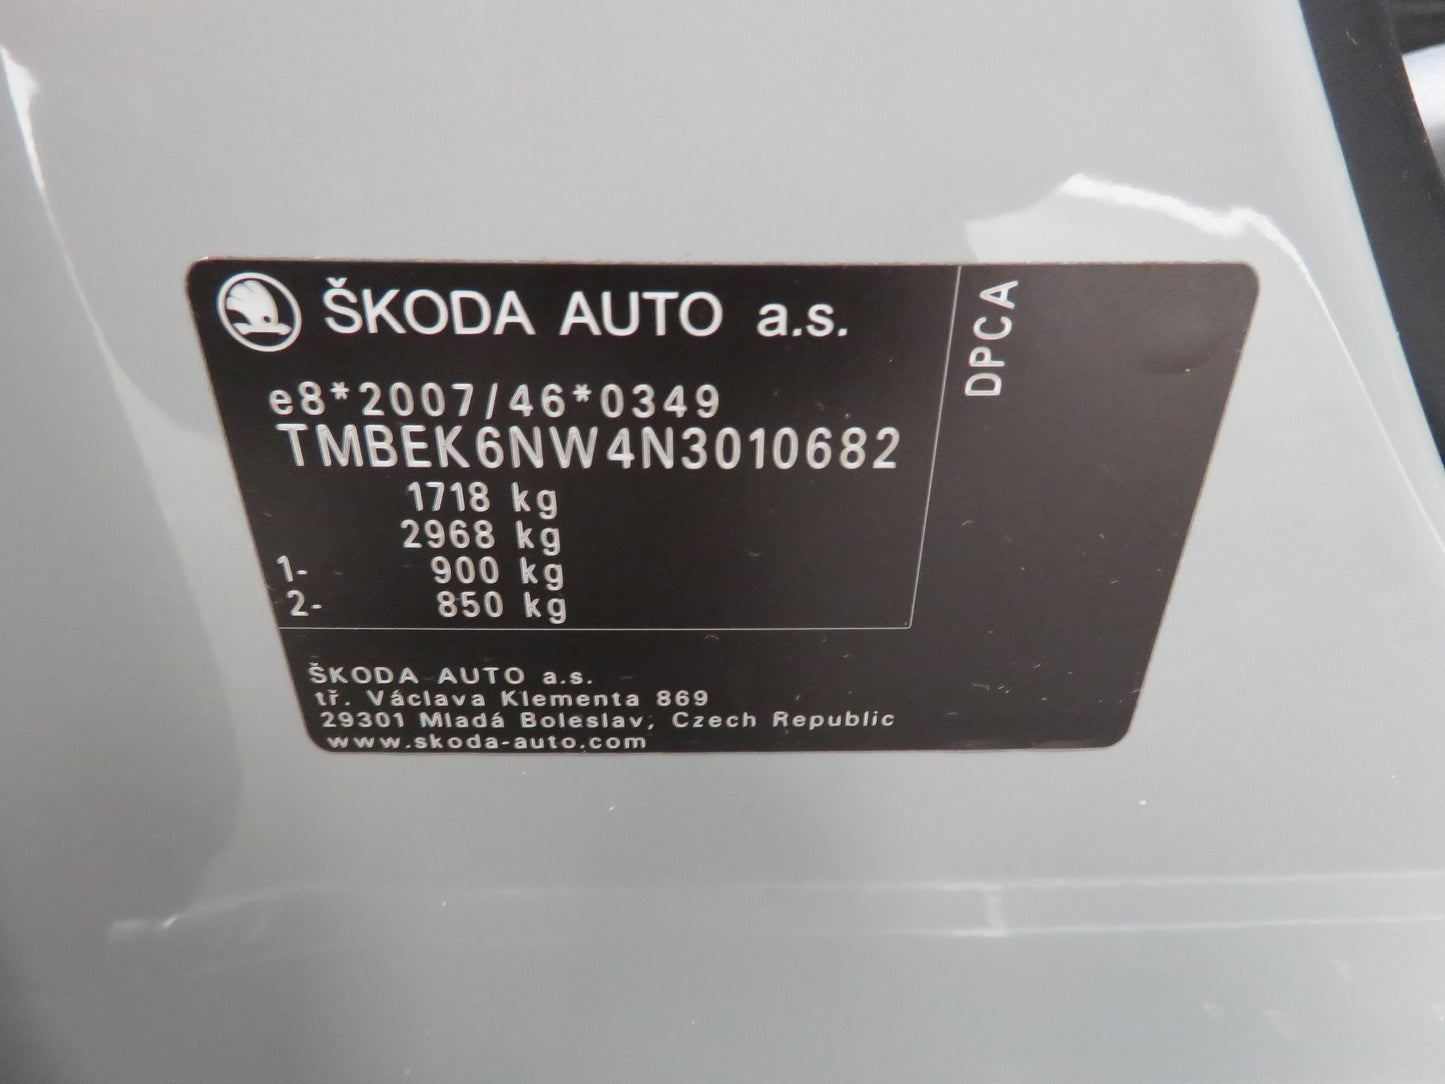 ŠKODA AUTO a.s.
DPCA
e8*2007/46*0349
TMBEK6NW4N3010682
1718 kg
2968 kg
1- 900 kg
2- 850 kg
ŠKODA AUTO a.s.
tř. Václava Klementa 869
29301 Mladá Boleslav, Czech Republic
www.skoda-auto.com